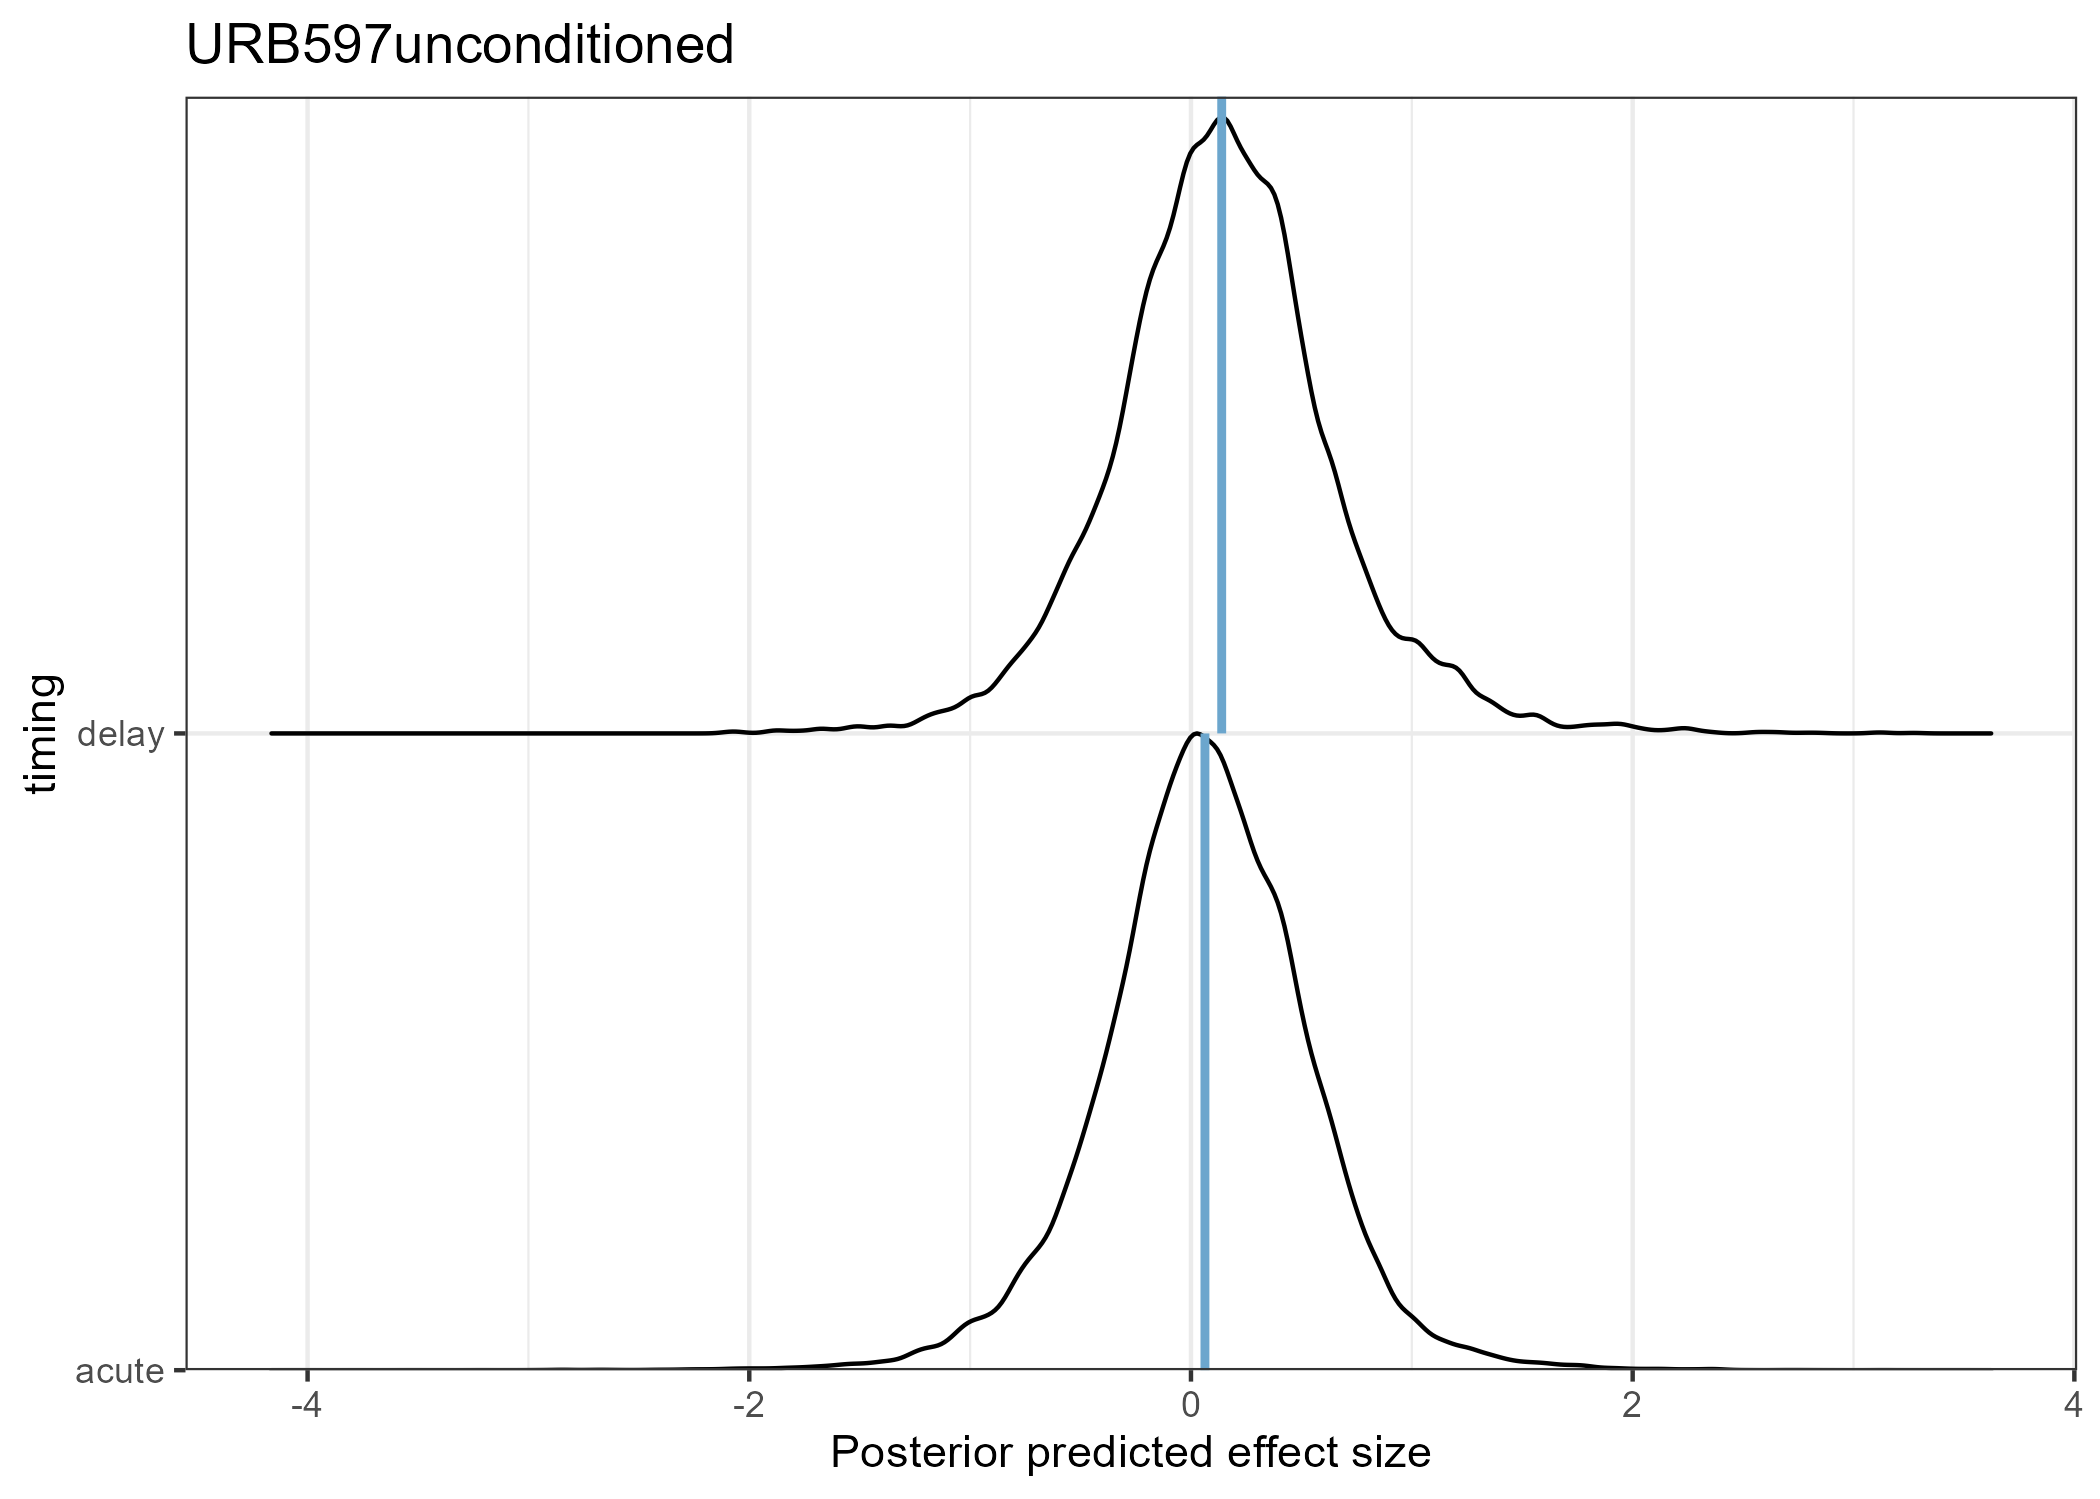 URB597unconditioned
timing
delay
acute
-4
-2
0
2
4
Posterior predicted effect size